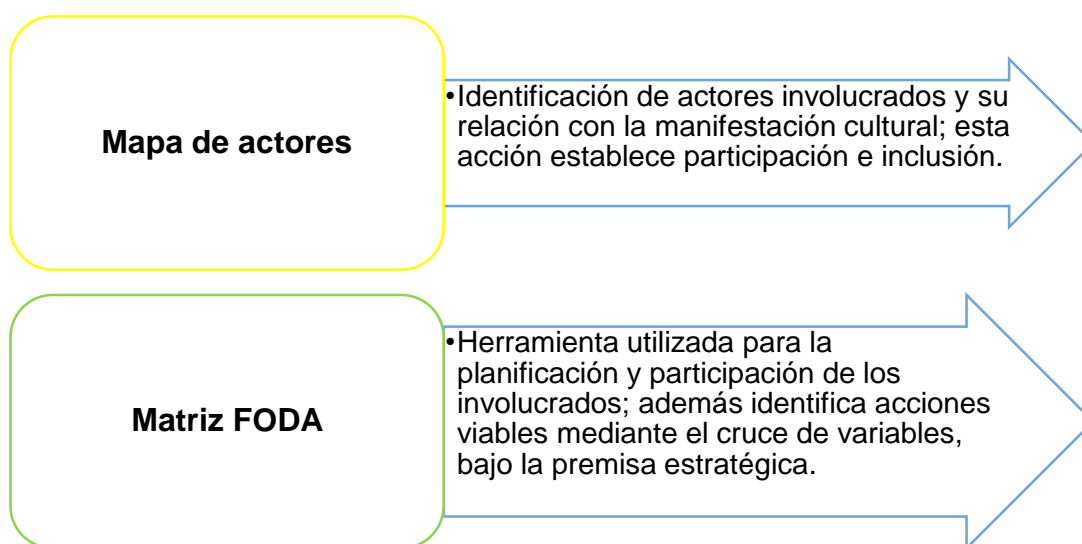 Mapa de actores
•Identificación de actores involucrados y su
relación con la manifestación cultural; esta
acción establece participación e inclusión.
Matriz FODA
•Herramienta utilizada para la
planificación y participación de los
involucrados; además identifica acciones
viables mediante el cruce de variables,
bajo la premisa estratégica.